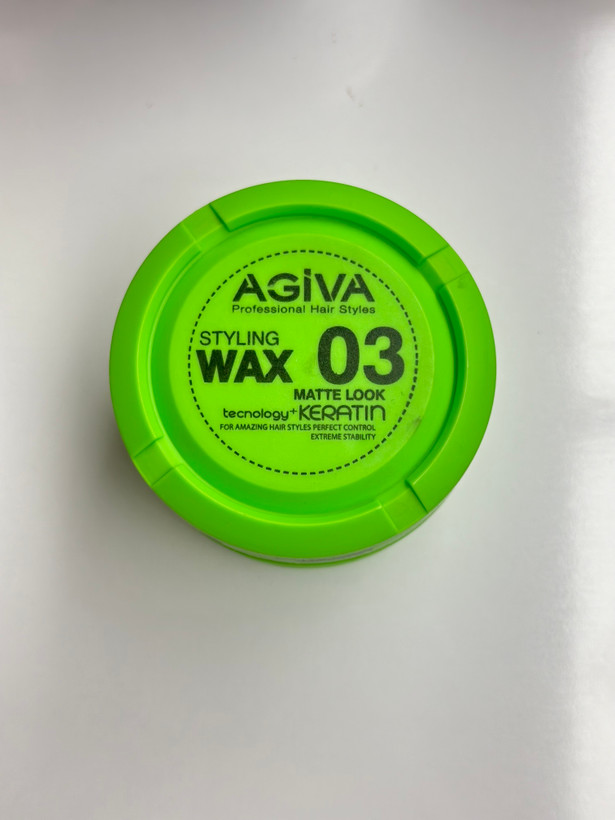 AGiVA
Professional Hair Styles
STYLING
WAX 03
MATTE LOOK
tecnology+KERATIN
FOR AMAZING HAIR STYLES PERFECT CONTROL
EXTREME STABILITY